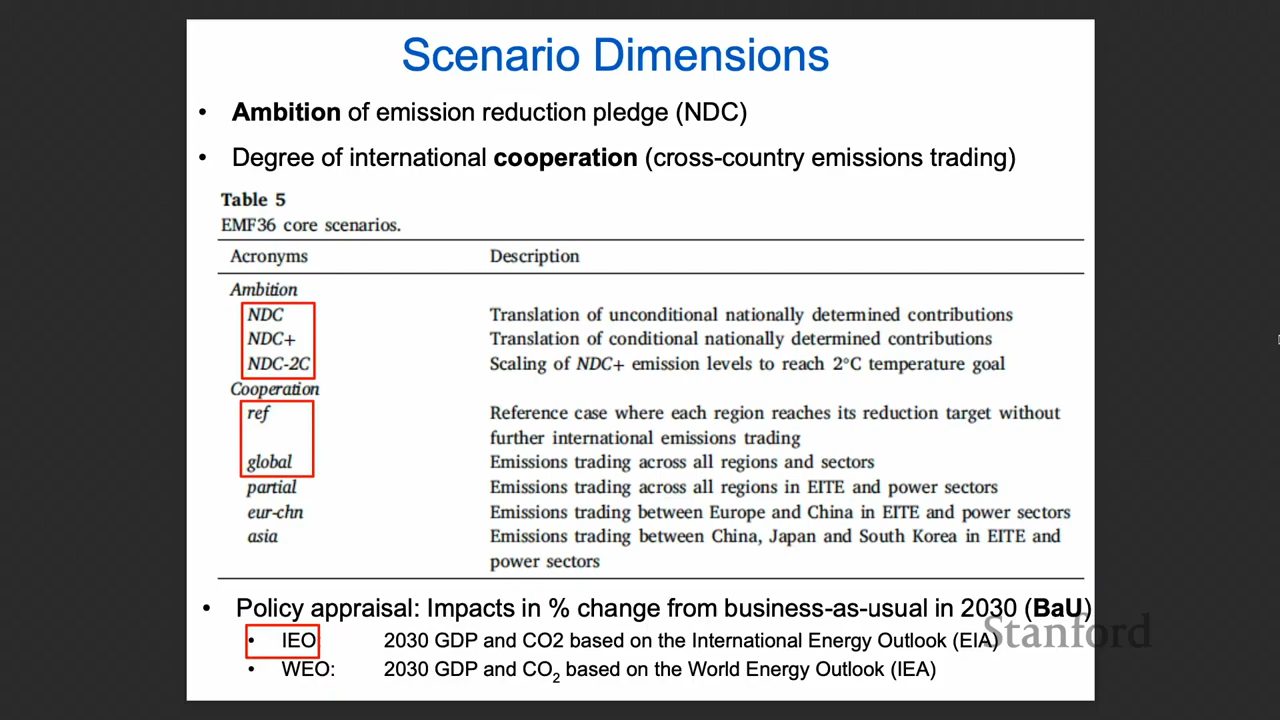 Scenario Dimensions
• Ambition of emission reduction pledge (NDC)
• Degree of international cooperation (cross-country emissions trading)
Table 5
EMF36 core scenarios.
Acronyms Description
Ambition
NDC Translation of unconditional nationally determined contributions
NDC+ Translation of conditional nationally determined contributions
NDC-2C Scaling of NDC+ emission levels to reach 2°C temperature goal
Cooperation
ref Reference case where each region reaches its reduction target without
further international emissions trading
global Emissions trading across all regions and sectors
partial Emissions trading across all regions in EITE and power sectors
eur-chn Emissions trading between Europe and China in EITE and power sectors
asia Emissions trading between China, Japan and South Korea in EITE and
power sectors
• Policy appraisal: Impacts in % change from business-as-usual in 2030 (BaU)
• IEO 2030 GDP and CO2 based on the International Energy Outlook (EIA)
Stanford
• WEO: 2030 GDP and CO₂ based on the World Energy Outlook (IEA)